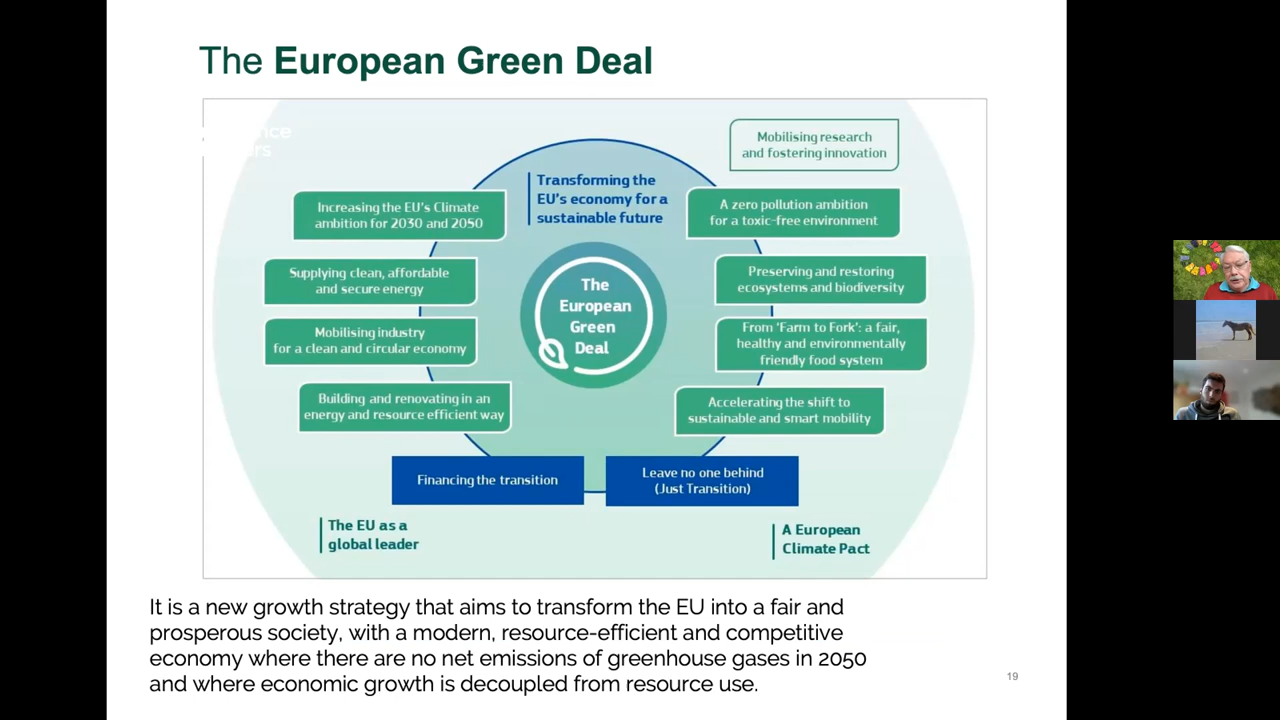 The European Green Deal
Mobilising research
and fostering innovation
Transforming the
EU's economy for a
sustainable future
Increasing the EU's Climate
ambition for 2030 and 2050
A zero pollution ambition
for a toxic-free environment
Supplying clean, affordable
and secure energy
Preserving and restoring
ecosystems and biodiversity
The
European
Green
Deal
Mobilising industry
for a clean and circular economy
From 'Farm to Fork': a fair,
healthy and environmentally
friendly food system
Building and renovating in an
energy and resource efficient way
Accelerating the shift to
sustainable and smart mobility
Financing the transition
Leave no one behind
(Just Transition)
The EU as a
global leader
A European
Climate Pact
It is a new growth strategy that aims to transform the EU into a fair and
prosperous society, with a modern, resource-efficient and competitive
economy where there are no net emissions of greenhouse gases in 2050
and where economic growth is decoupled from resource use.
19